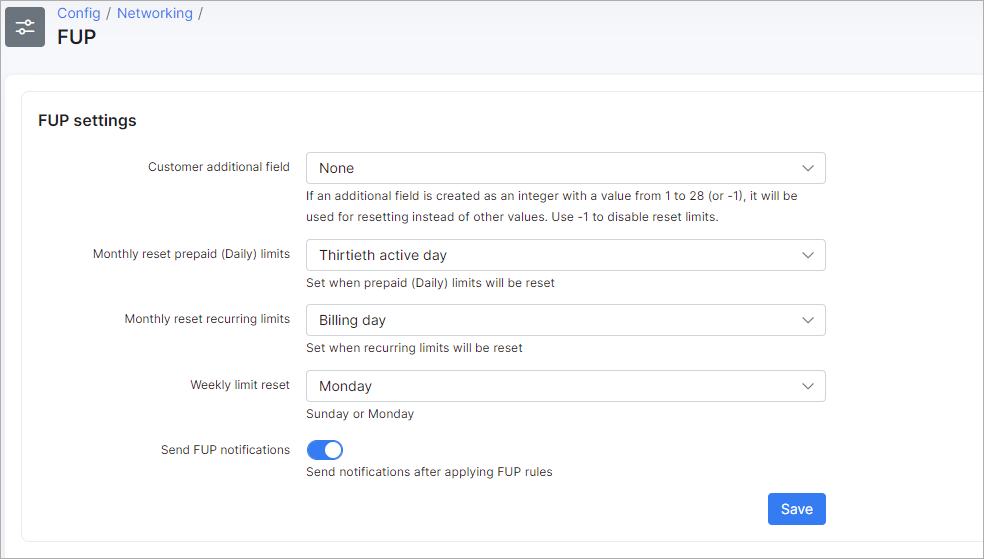 Config / Networking /
FUP
FUP settings
Customer additional field
None
If an additional field is created as an integer with a value from 1 to 28 (or -1), it will be
used for resetting instead of other values. Use -1 to disable reset limits.
Monthly reset prepaid (Daily) limits
Thirtieth active day
Set when prepaid (Daily) limits will be reset
Monthly reset recurring limits
Billing day
Set when recurring limits will be reset
Weekly limit reset
Monday
Sunday or Monday
Send FUP notifications
Send notifications after applying FUP rules
Save